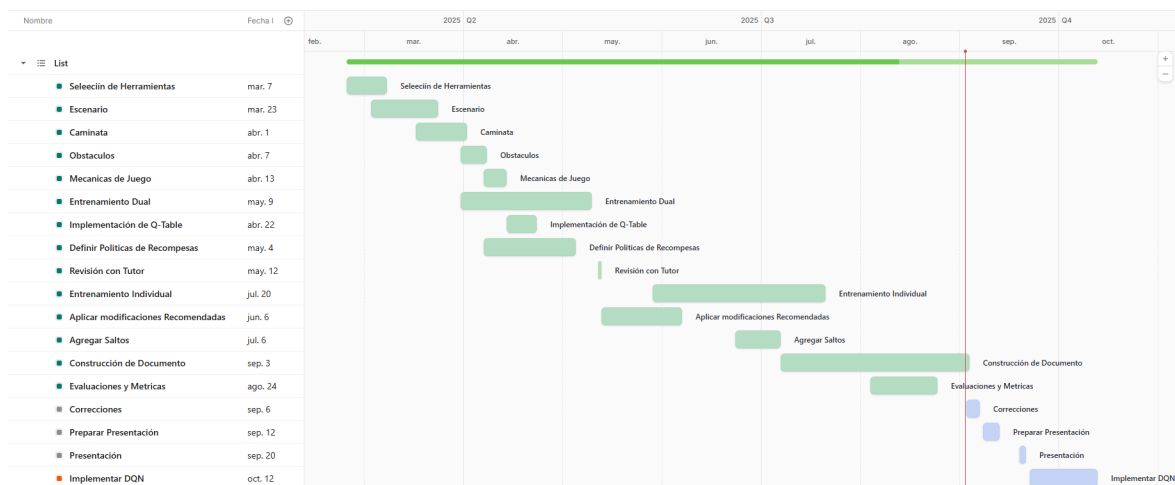 Nombre Fecha l 2025 Q2 2025 Q3 2025 Q4
feb. mar. abr. may. jun. jul. ago. sep. oct.
List
Seleeciín de Herramientas mar. 7 Seleeciín de Herramientas
Escenario mar. 23 Escenario
Caminata abr. 1 Caminata
Obstaculos abr. 7 Obstaculos
Mecanicas de Juego abr. 13 Mecanicas de Juego
Entrenamiento Dual may. 9 Entrenamiento Dual
Implementación de Q-Table abr. 22 Implementación de Q-Table
Definir Politicas de Recompesas may. 4 Definir Politicas de Recompesas
Revisión con Tutor may. 12 Revisión con Tutor
Entrenamiento Individual jul. 20 Entrenamiento Individual
Aplicar modificaciones Recomendadas jun. 6 Aplicar modificaciones Recomendadas
Agregar Saltos jul. 6 Agregar Saltos
Construcción de Documento sep. 3 Construcción de Documento
Evaluaciones y Metricas ago. 24 Evaluaciones y Metricas
Correcciones sep. 6 Correcciones
Preparar Presentación sep. 12 Preparar Presentación
Presentación sep. 20 Presentación
Implementar DQN oct. 12 Implementar DQN